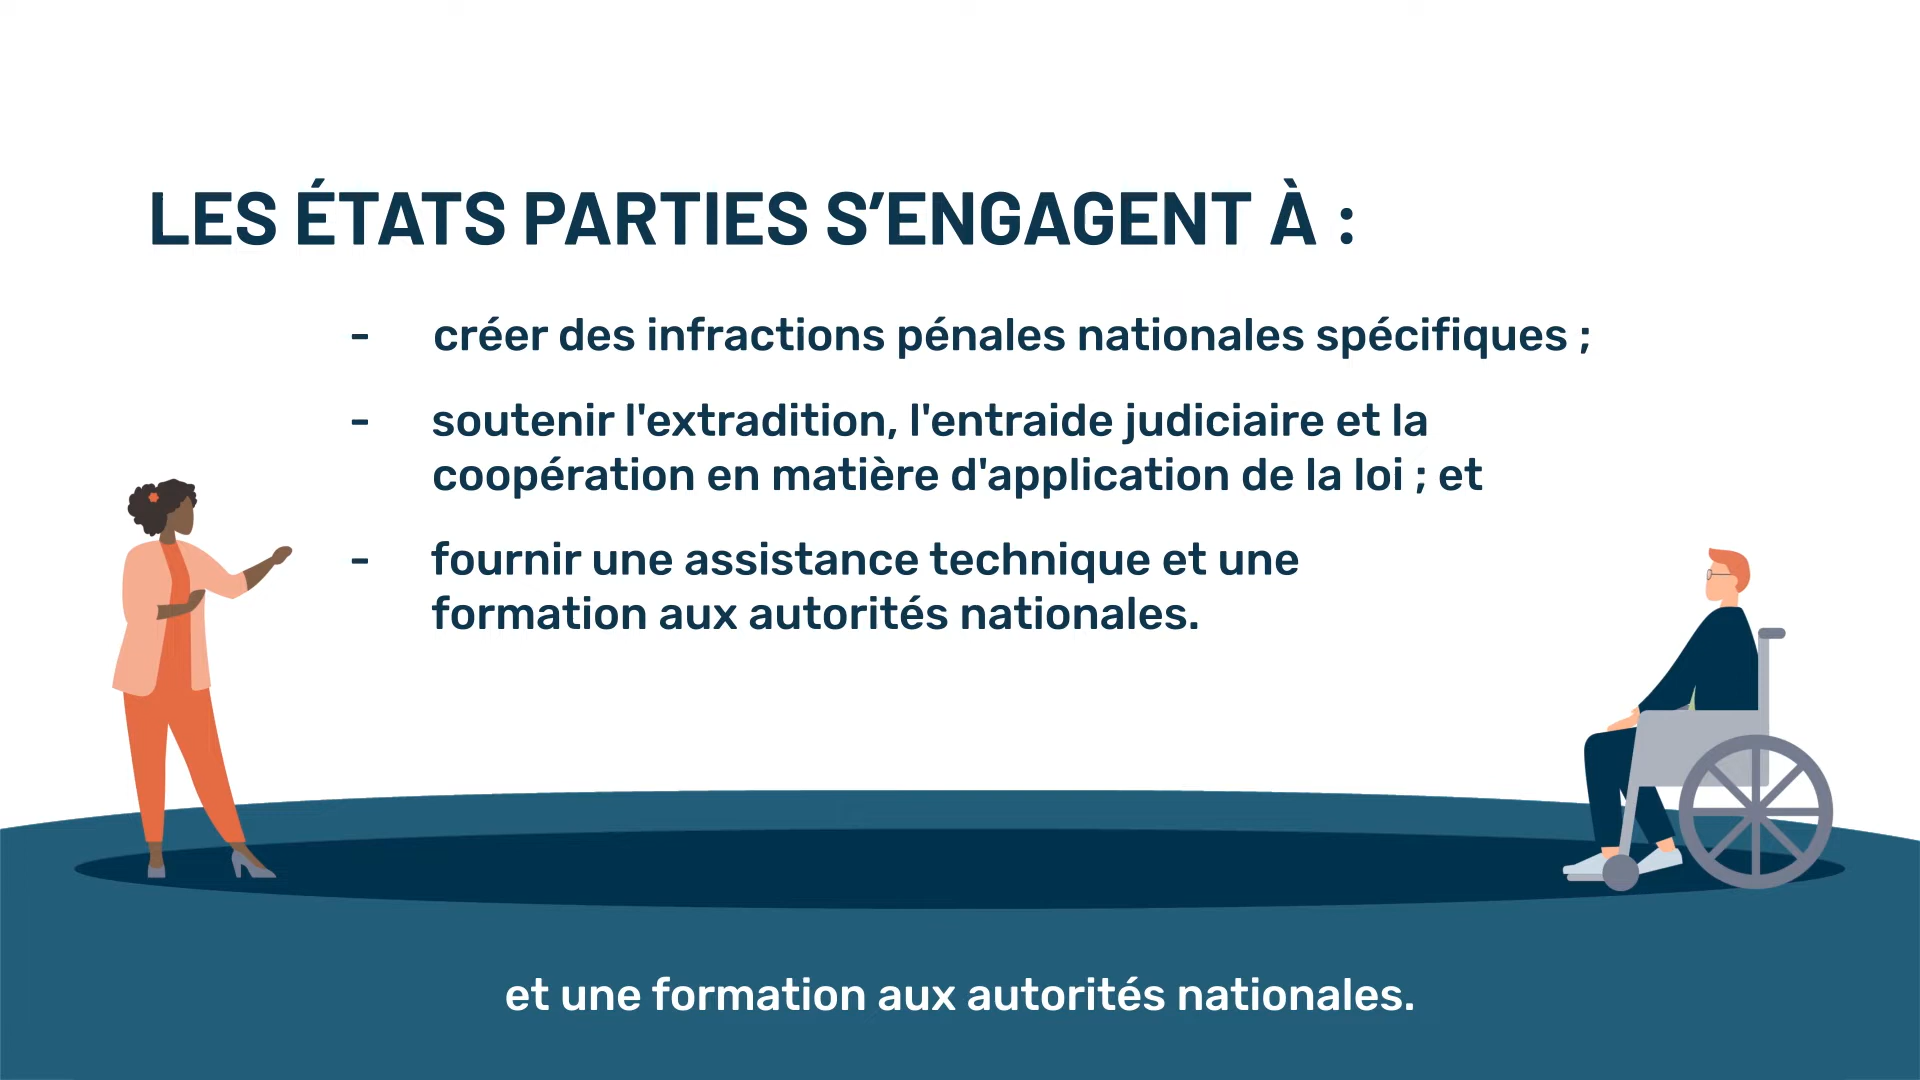 LES ÉTATS PARTIES S’ENGAGENT À :
- créer des infractions pénales nationales spécifiques ;
- soutenir l'extradition, l'entraide judiciaire et la
coopération en matière d'application de la loi ; et
- fournir une assistance technique et une
formation aux autorités nationales.
et une formation aux autorités nationales.